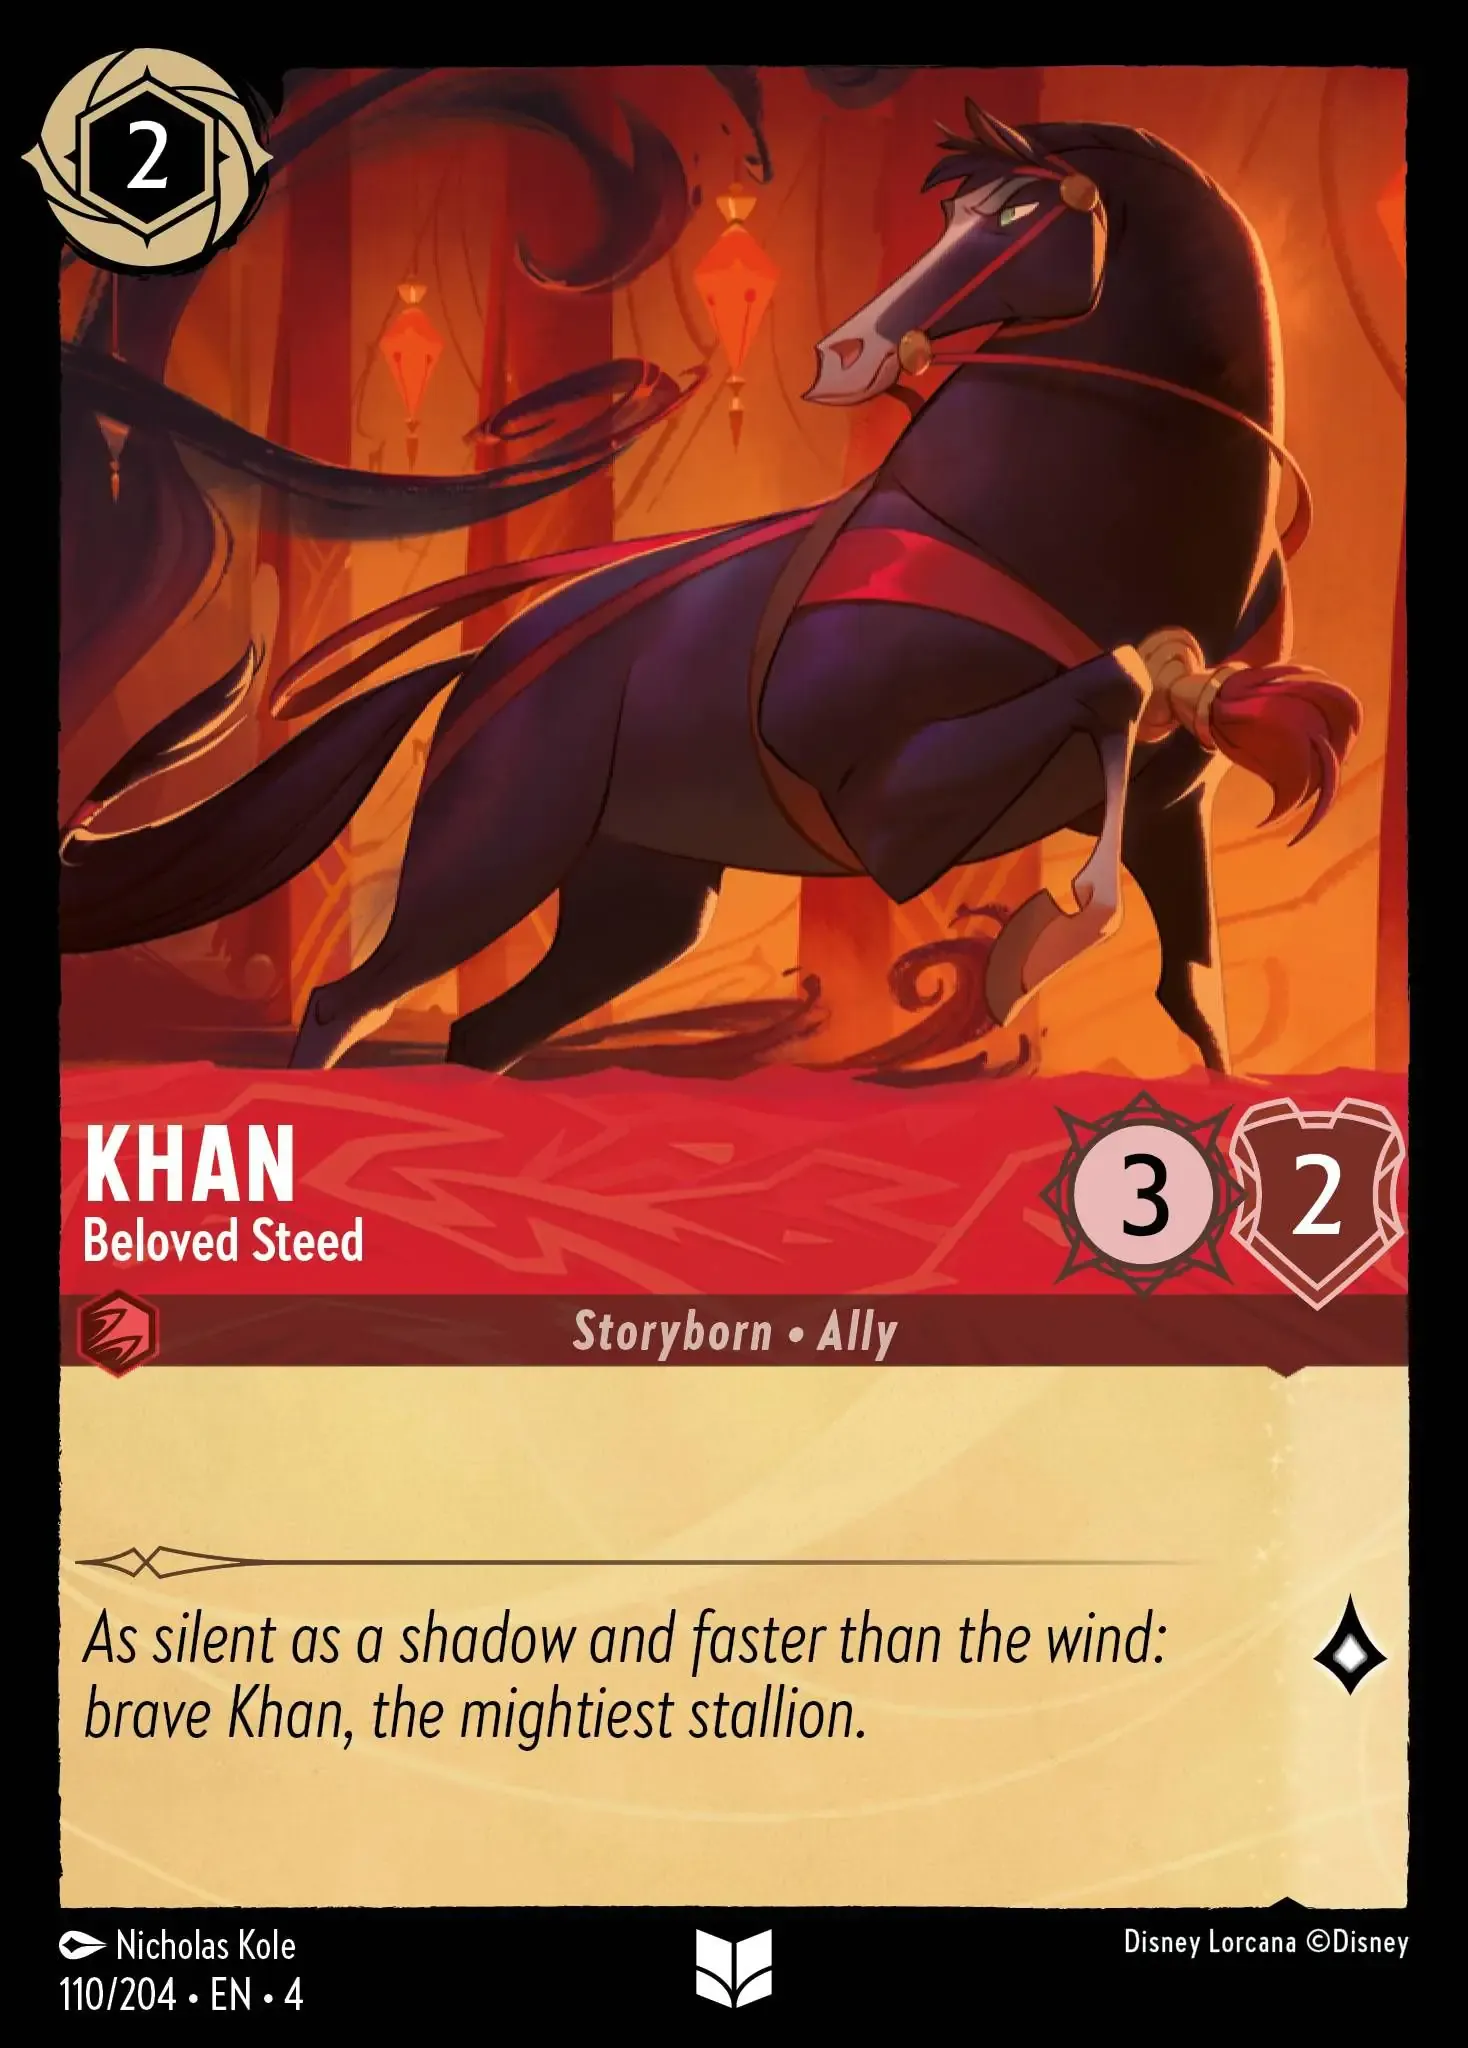 2
KHAN
Beloved Steed
3
2
Storyborn • Ally
As silent as a shadow and faster than the wind:
brave Khan, the mightiest stallion.
Nicholas Kole
Disney Lorcana ©Disney
110/204 • EN • 4